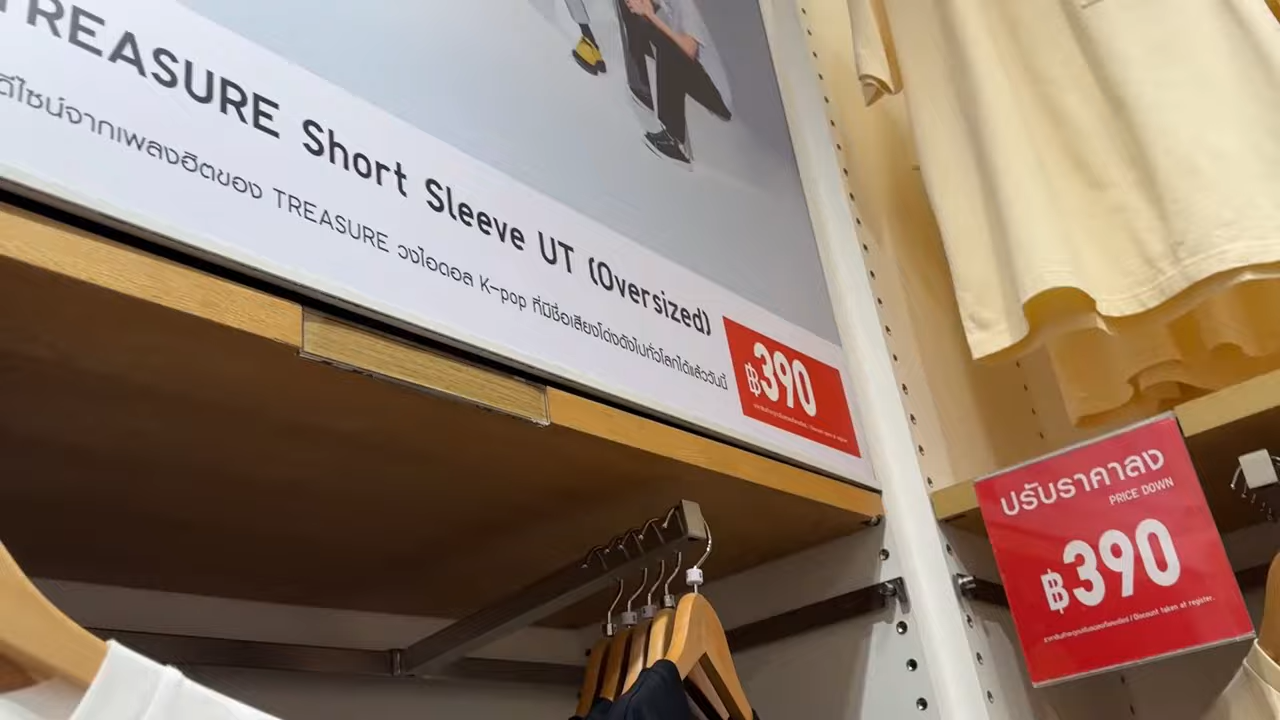 TREASURE Short Sleeve UT (Oversized)
ดีไซน์จากเพลงฮิตของ TREASURE วงไอดอล K-pop ที่มีชื่อเสียงโด่งดังไปทั่วโลกได้แล้ววันนี้
฿390
ปรับราคาลง
PRICE DOWN
฿390
/ Discount taken at register.